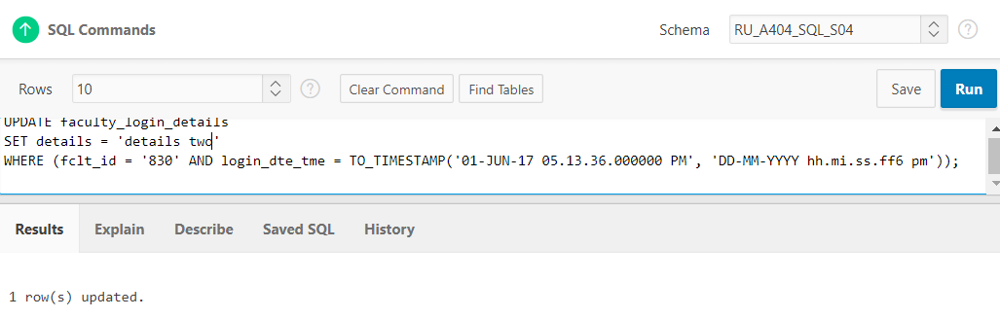 SQL Commands
Schema RU_A404_SQL_S04 ?
Rows 10 ? Clear Command Find Tables Save Run
UPDATE faculty_login_details
SET details = 'details two'
WHERE (fclt_id = '830' AND login_dte_tme = TO_TIMESTAMP('01-JUN-17 05.13.36.000000 PM', 'DD-MM-YYYY hh.mi.ss.ff6 pm'));
Results Explain Describe Saved SQL History
1 row(s) updated.